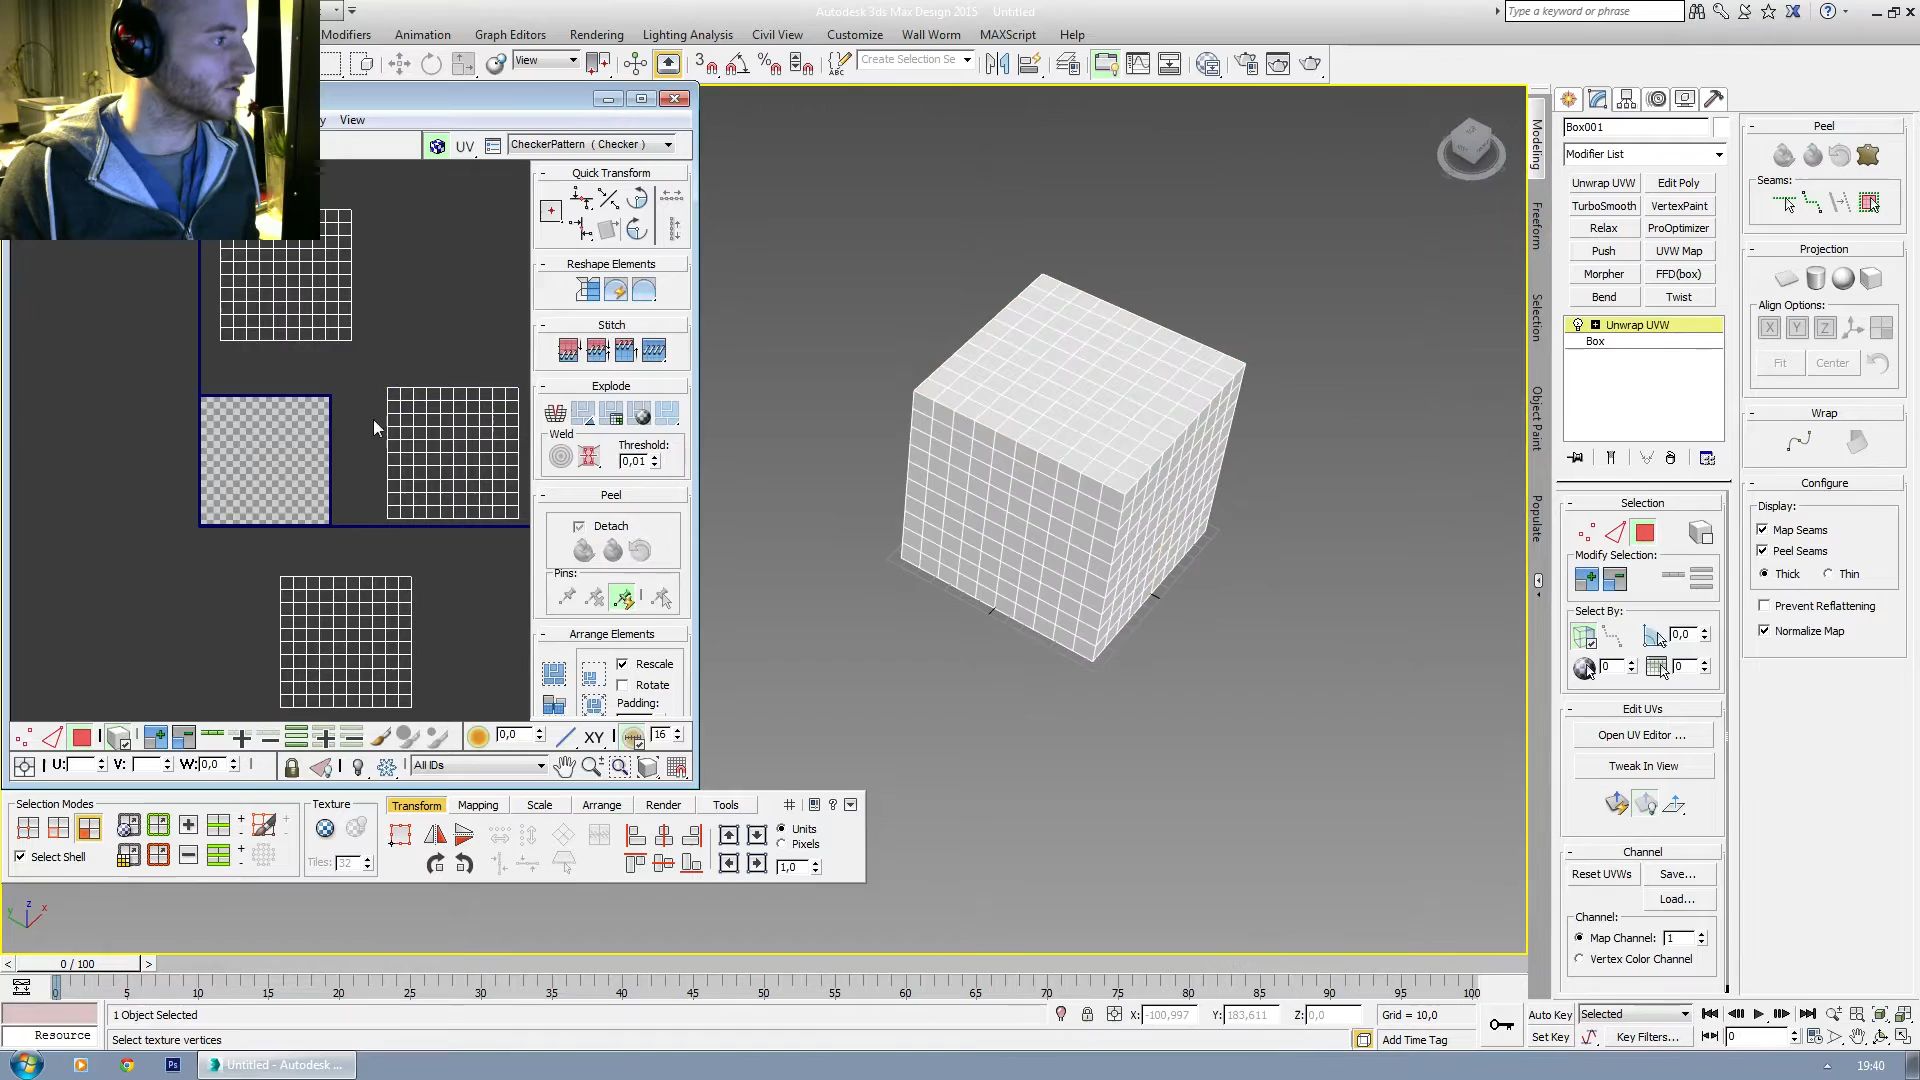 Autodesk 3ds Max Design 2015    Untitled
Type a keyword or phrase
Modifiers Animation Graph Editors Rendering Lighting Analysis Civil View Customize Wall Worm MAXScript Help
View
Create Selection Se
View
UV CheckerPattern ( Checker )
Quick Transform
Reshape Elements
Stitch
Explode
Weld Threshold:
0,01
Peel
Detach
Pins:
Arrange Elements
Rescale
Rotate
Padding:
0,0 XY 16
U: V: W: 0,0 All IDs
Selection Modes
Select Shell
Texture
Tiles: 32
Transform Mapping Scale Arrange Render Tools
Units
Pixels
1,0
Modeling
Freeform
Selection
Object Paint
Populate
Box001
Modifier List
Unwrap UVW Edit Poly
TurboSmooth VertexPaint
Relax ProOptimizer
Push UVW Map
Morpher FFD(box)
Bend Twist
Unwrap UVW
Box
Selection
Modify Selection:
Select By:
0,0
0 0
Edit UVs
Open UV Editor ...
Tweak In View
Channel
Reset UVWs Save...
Load...
Channel:
Map Channel: 1
Vertex Color Channel
Peel
Seams:
Projection
Align Options:
X Y Z
Fit Center
Wrap
Configure
Display:
Map Seams
Peel Seams
Thick Thin
Prevent Reflattening
Normalize Map
z
x
y
< 0 / 100 >
0 5 10 15 20 25 30 35 40 45 50 55 60 65 70 75 80 85 90 95 100
1 Object Selected
X: -100,997 Y: 183,611 Z: 0,0 Grid = 10,0 Auto Key Selected
Resource
Select texture vertices
Add Time Tag Set Key Key Filters... 0
Untitled - Autodesk ...
19:40